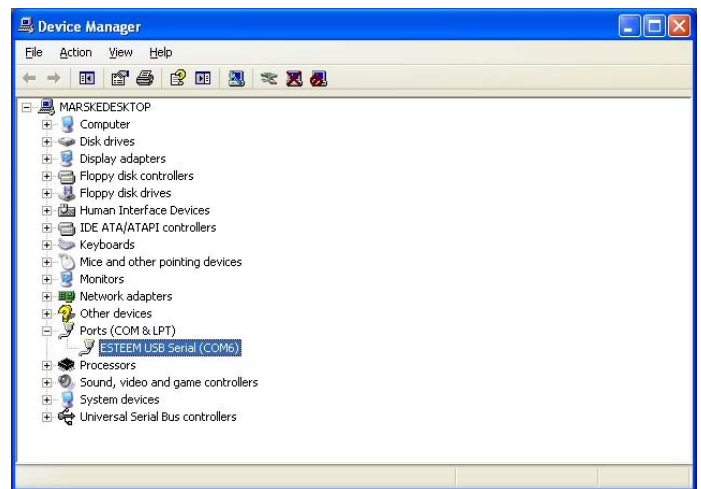 Device Manager
File Action View Help
MARSKEDESKTOP
Computer
Disk drives
Display adapters
Floppy disk controllers
Floppy disk drives
Human Interface Devices
IDE ATA/ATAPI controllers
Keyboards
Mice and other pointing devices
Monitors
Network adapters
Other devices
Ports (COM & LPT)
ESTEEM USB Serial (COM6)
Processors
Sound, video and game controllers
System devices
Universal Serial Bus controllers